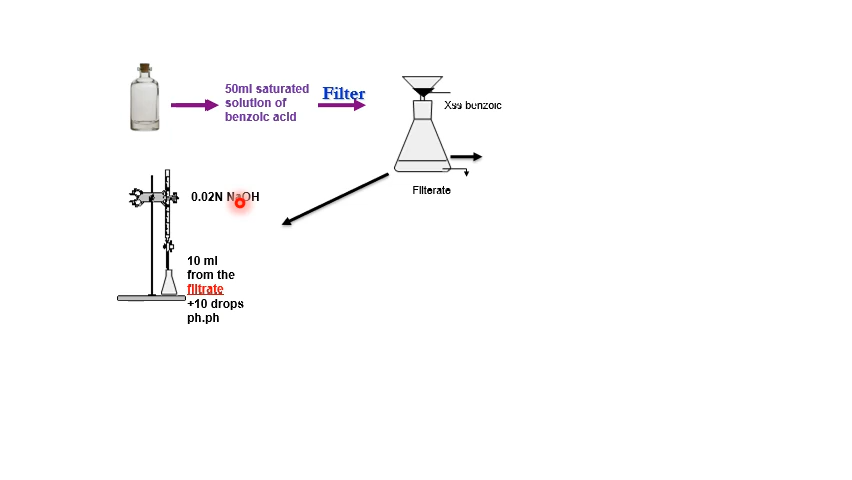 50ml saturated
solution of
benzoic acid
Filter
Xss benzoic
Filterate
0.02N NaOH
10 ml
from the
filtrate
+10 drops
ph.ph